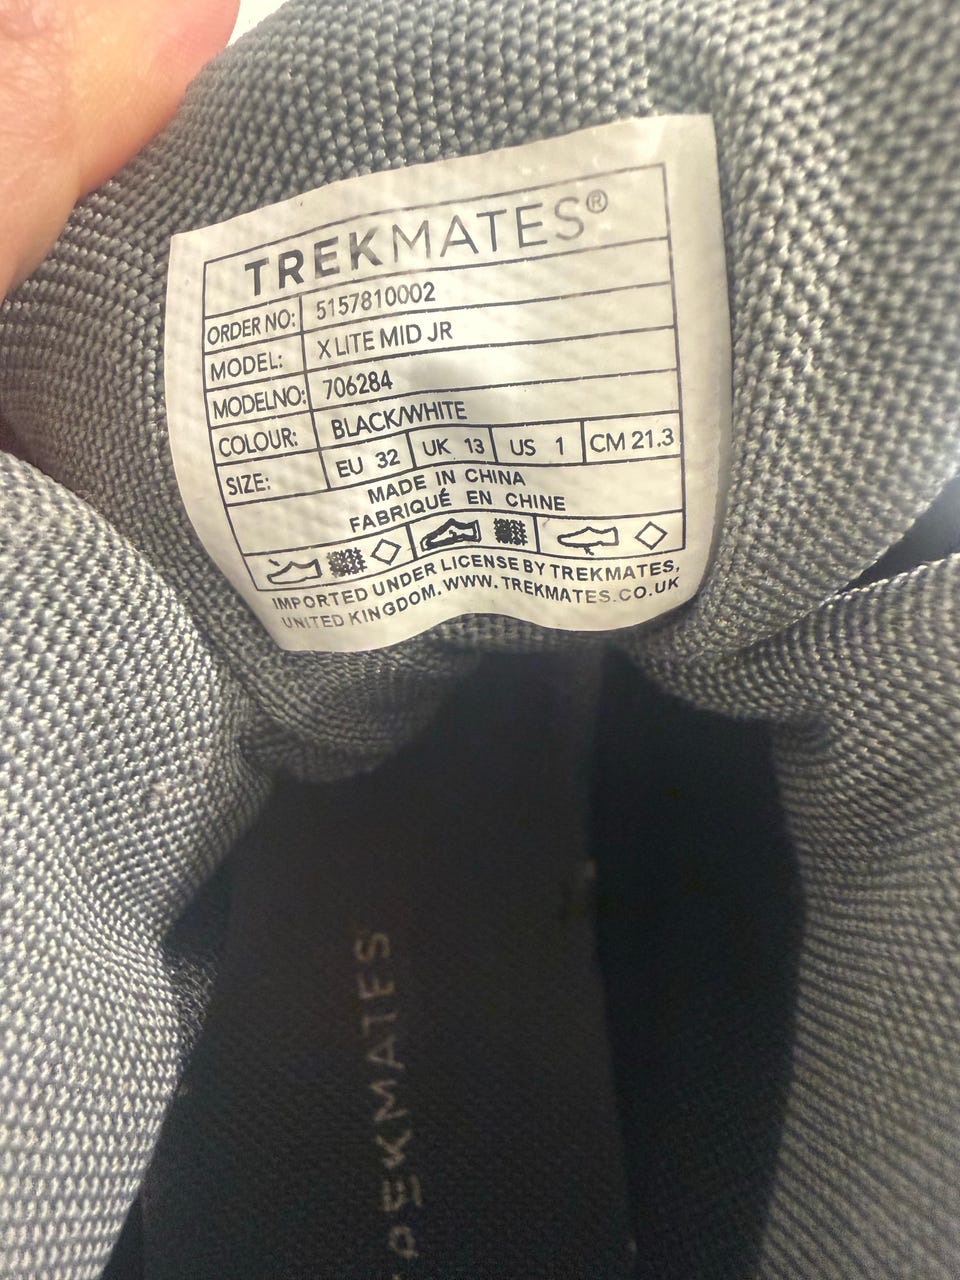 TREKMATES®
ORDER NO: 5157810002
MODEL: X LITE MID JR
MODELNO: 706284
COLOUR: BLACK/WHITE
SIZE: EU 32 UK 13 US 1 CM 21.3
MADE IN CHINA
FABRIQUÉ EN CHINE
IMPORTED UNDER LICENSE BY TREKMATES,
UNITED KINGDOM. WWW. TREKMATES.CO.UK
TREKMATES